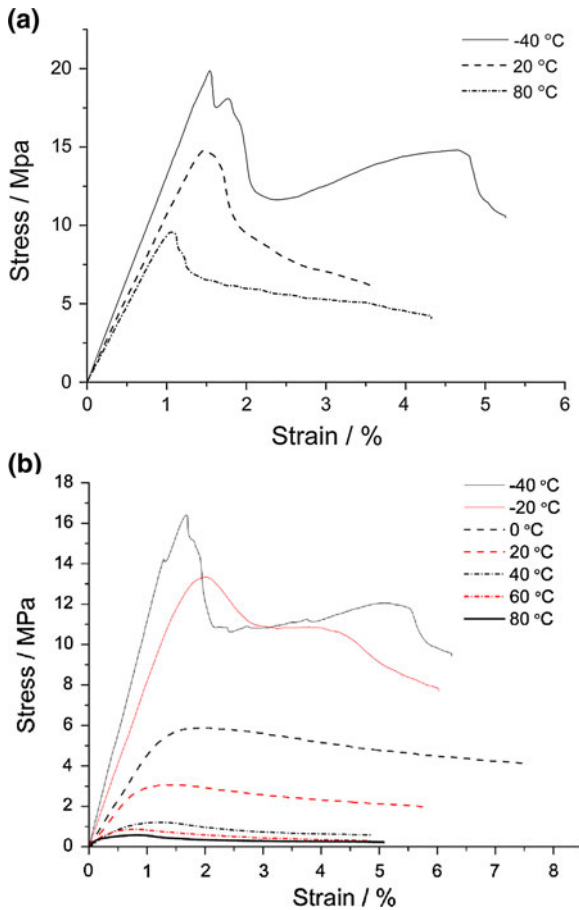 (a)
-40 °C
20 °C
80 °C
20
15
10
5
0
Stress / Mpa
0 1 2 3 4 5 6
Strain / %
(b)
-40 °C
-20 °C
0 °C
20 °C
40 °C
60 °C
80 °C
18
16
14
12
10
8
6
4
2
0
Stress / MPa
0 1 2 3 4 5 6 7 8
Strain / %